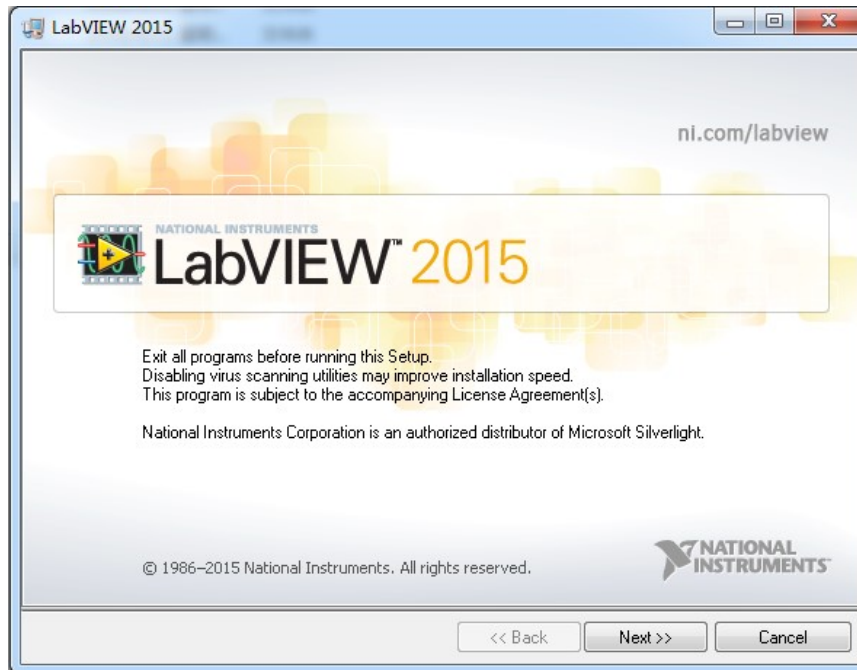 LabVIEW 2015
ni.com/labview
NATIONAL INSTRUMENTS
LabVIEW™ 2015
Exit all programs before running this Setup.
Disabling virus scanning utilities may improve installation speed.
This program is subject to the accompanying License Agreement(s).
National Instruments Corporation is an authorized distributor of Microsoft Silverlight.
© 1986–2015 National Instruments. All rights reserved.
NATIONAL
INSTRUMENTS™
<< Back Next >> Cancel